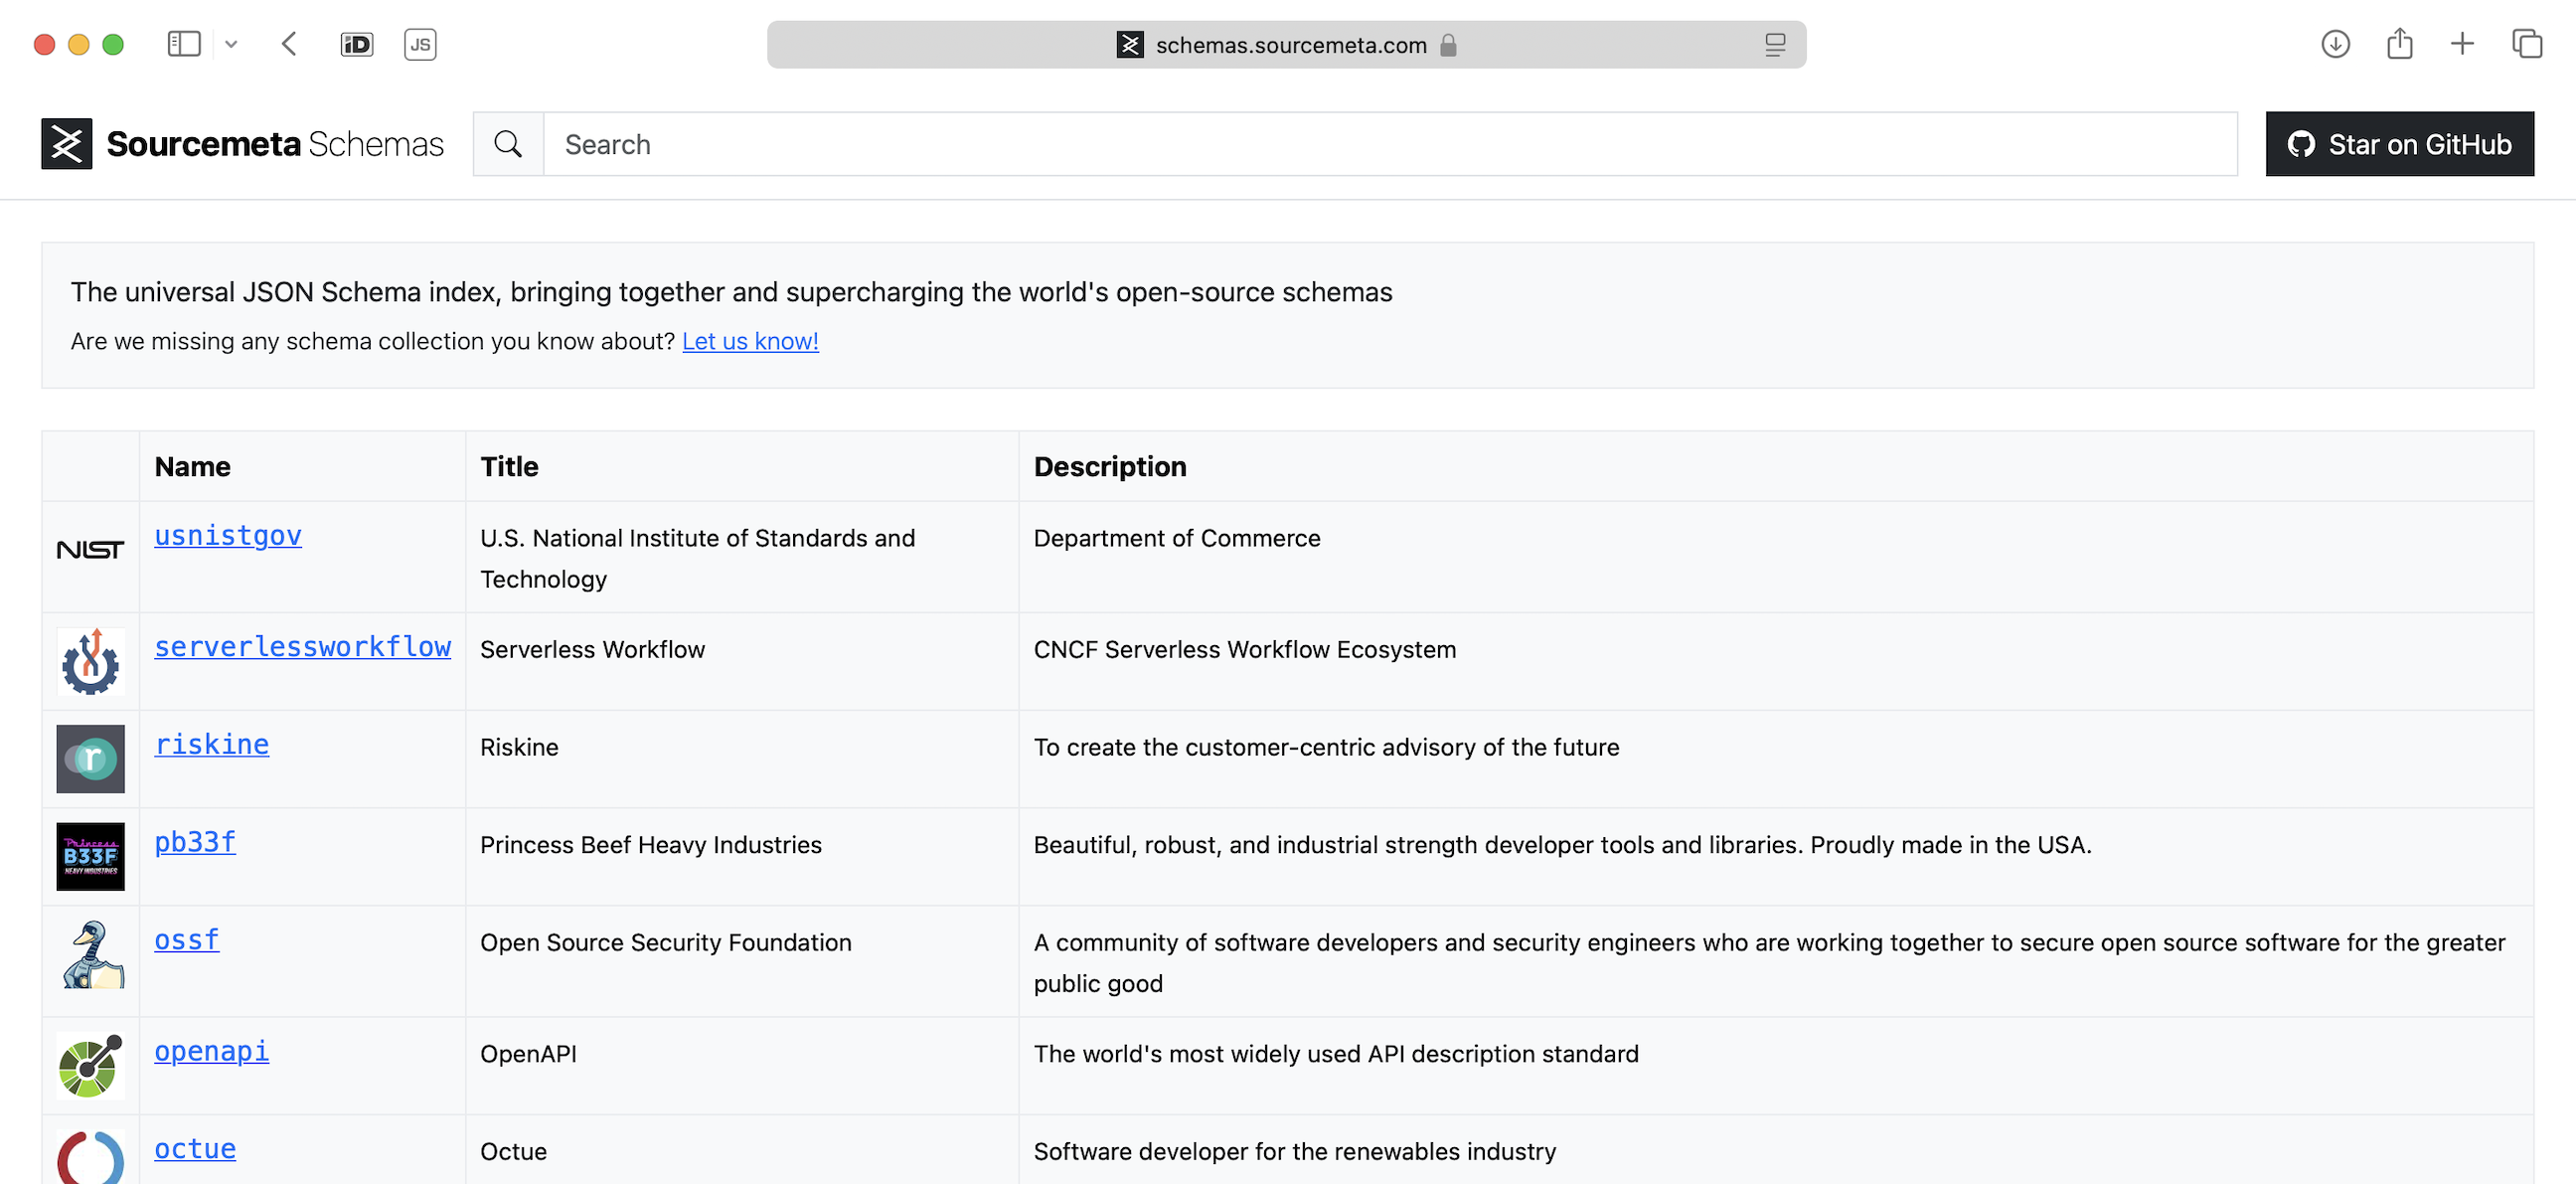 iD
JS
schemas.sourcemeta.com
Sourcemeta Schemas
Search
Star on GitHub
The universal JSON Schema index, bringing together and supercharging the world's open-source schemas
Are we missing any schema collection you know about? Let us know!
Name Title Description
NIST usnistgov U.S. National Institute of Standards and Department of Commerce
Technology
serverlessworkflow Serverless Workflow CNCF Serverless Workflow Ecosystem
r riskine Riskine To create the customer-centric advisory of the future
Princess
B33F
HEAVY INDUSTRIES
pb33f Princess Beef Heavy Industries Beautiful, robust, and industrial strength developer tools and libraries. Proudly made in the USA.
ossf Open Source Security Foundation A community of software developers and security engineers who are working together to secure open source software for the greater
public good
openapi OpenAPI The world's most widely used API description standard
octue Octue Software developer for the renewables industry